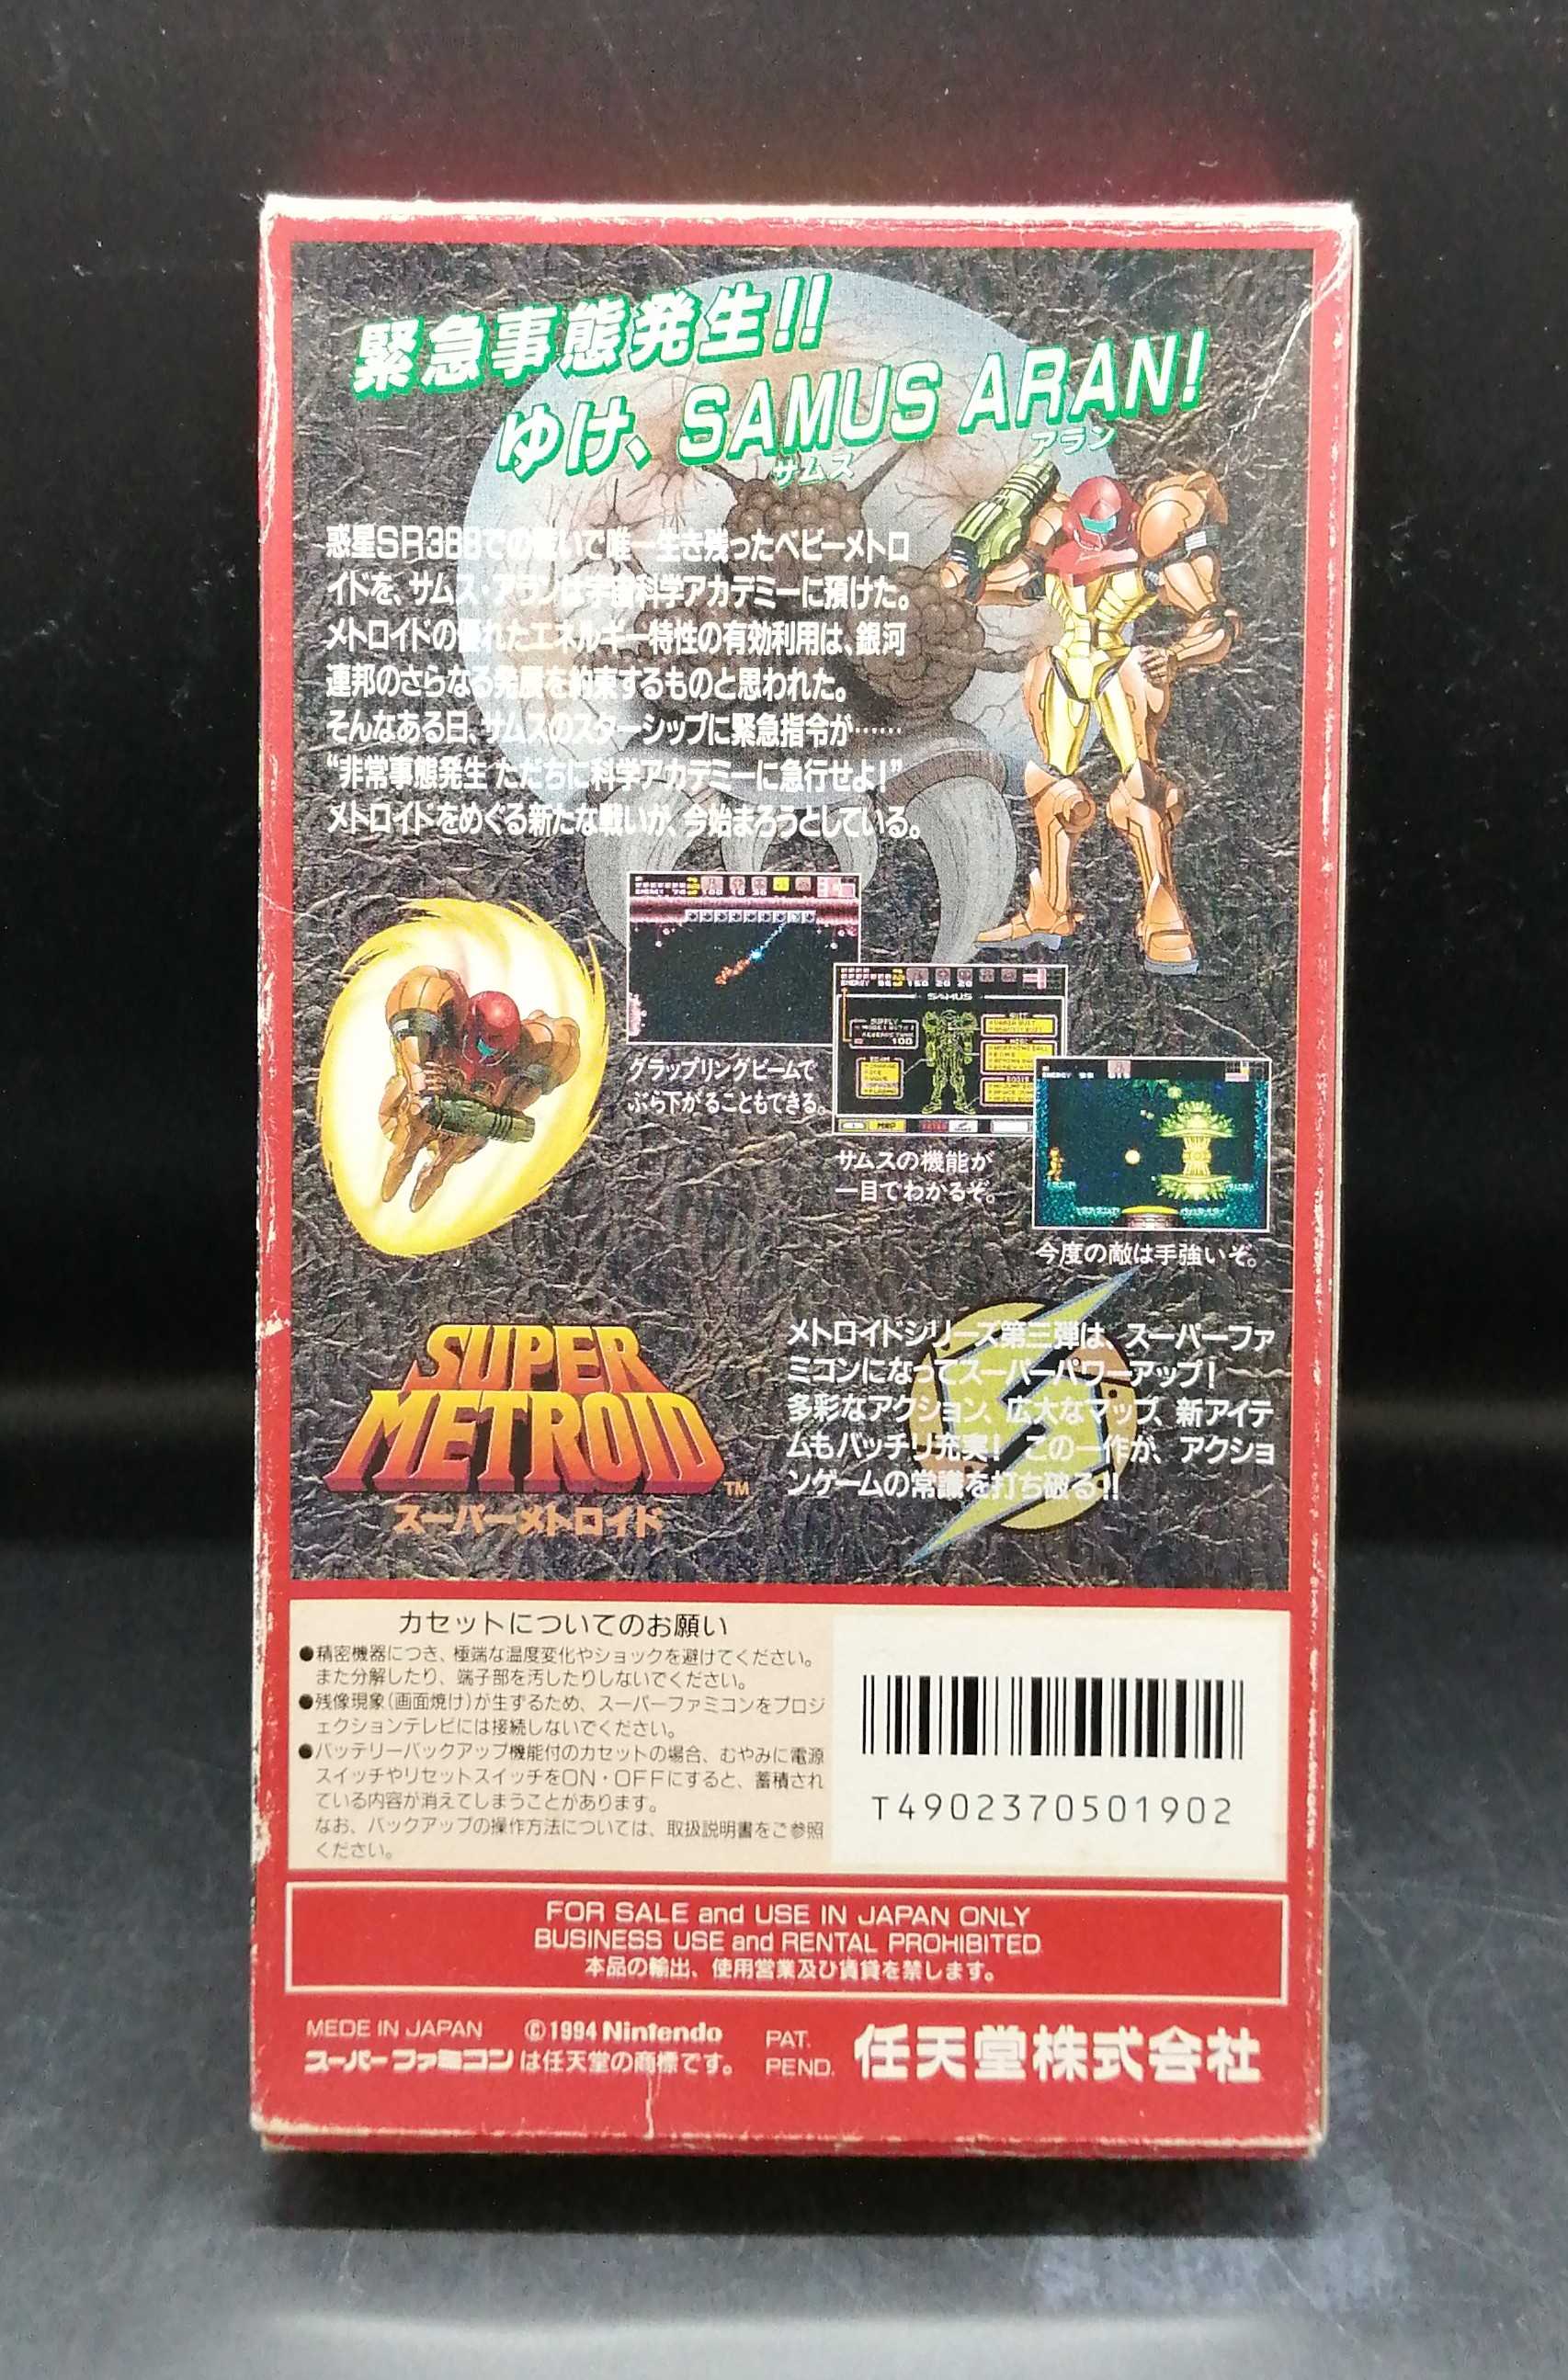 緊急事態発生!!
ゆけ、SAMUS ARAN!
サムス アラン
惑星SR388での戦いで唯一生き残ったベビーメトロ
イドを、サムス・アランは宇宙科学アカデミーに預けた。
メトロイドの優れたエネルギー特性の有効利用は、銀河
連邦のさらなる発展を約束するものと思われた。
そんなある日、サムスのスターシップに緊急指令が……
“非常事態発生 ただちに科学アカデミーに急行せよ!”
メトロイドをめぐる新たな戦いが、今始まろうとしている。
グラップリングビームで
ぶら下がることもできる。
SAMUS
サムスの機能が
一目でわかるぞ。
今度の敵は手強いぞ。
SUPER
METROID
TM
スーパーメトロイド
メトロイドシリーズ第三弾は、スーパーファ
ミコンになってスーパーパワーアップ!
多彩なアクション、広大なマップ、新アイテ
ムもバッチリ充実! この一作が、アクショ
ンゲームの常識を打ち破る!!
カセットについてのお願い
●精密機器につき、極端な温度変化やショックを避けてください。
また分解したり、端子部を汚したりしないでください。
●残像現象(画面焼け)が生ずるため、スーパーファミコンをプロジ
ェクションテレビには接続しないでください。
●バッテリーバックアップ機能付のカセットの場合、むやみに電源
スイッチやリセットスイッチをON・OFFにすると、蓄積され
ている内容が消えてしまうことがあります。
なお、バックアップの操作方法については、取扱説明書をご参照
ください。
T4902370501902
FOR SALE and USE IN JAPAN ONLY
BUSINESS USE and RENTAL PROHIBITED
本品の輸出、使用営業及び賃貸を禁します。
MEDE IN JAPAN ©1994 Nintendo
スーパーファミコンは任天堂の商標です。
PAT.
PEND.
任天堂株式会社